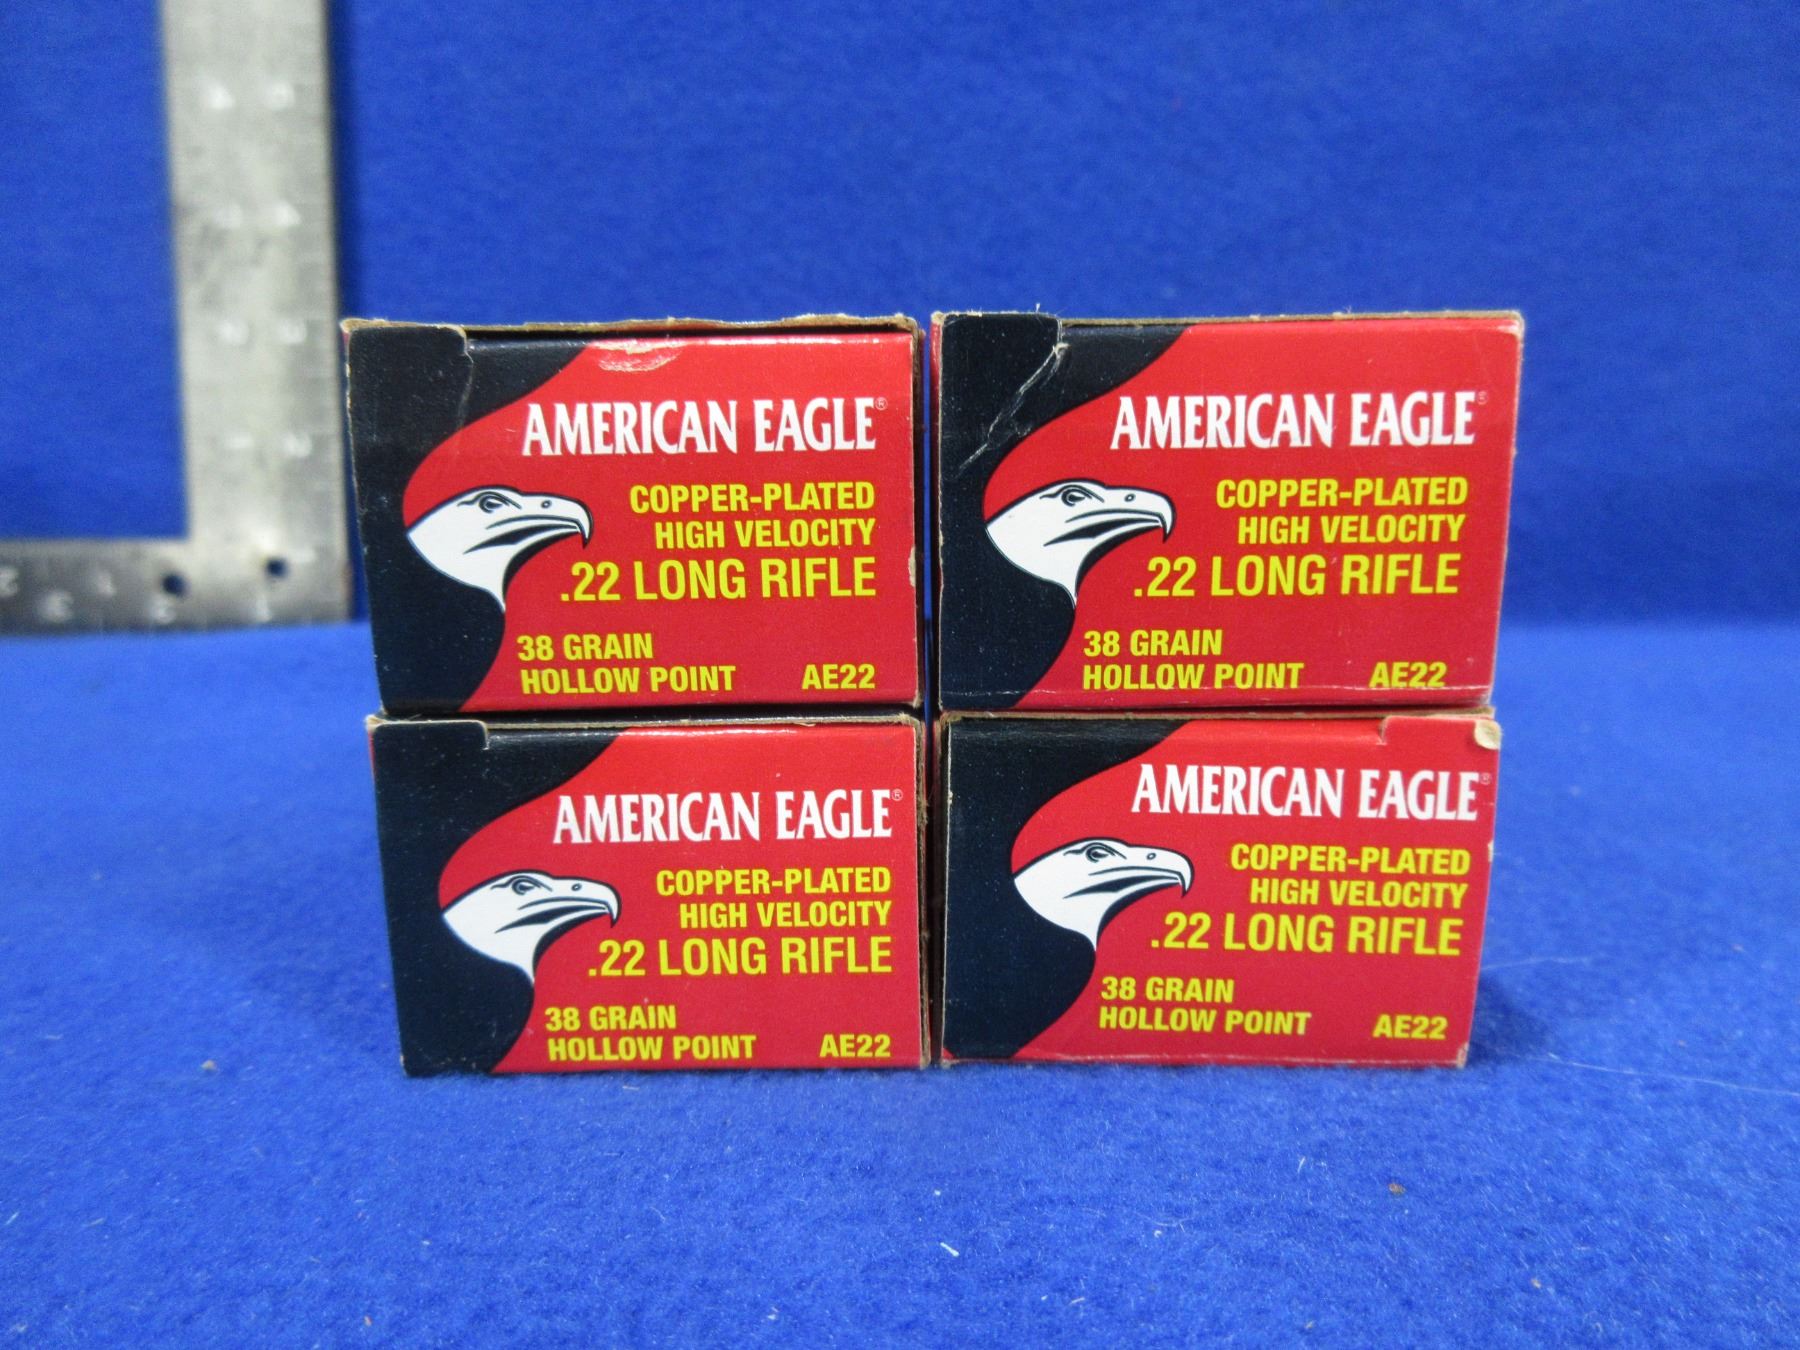 AMERICAN EAGLE®
COPPER-PLATED
HIGH VELOCITY
.22 LONG RIFLE
38 GRAIN
HOLLOW POINT AE22
AMERICAN EAGLE®
COPPER-PLATED
HIGH VELOCITY
.22 LONG RIFLE
38 GRAIN
HOLLOW POINT AE22
AMERICAN EAGLE®
COPPER-PLATED
HIGH VELOCITY
.22 LONG RIFLE
38 GRAIN
HOLLOW POINT AE22
AMERICAN EAGLE®
COPPER-PLATED
HIGH VELOCITY
.22 LONG RIFLE
38 GRAIN
HOLLOW POINT AE22